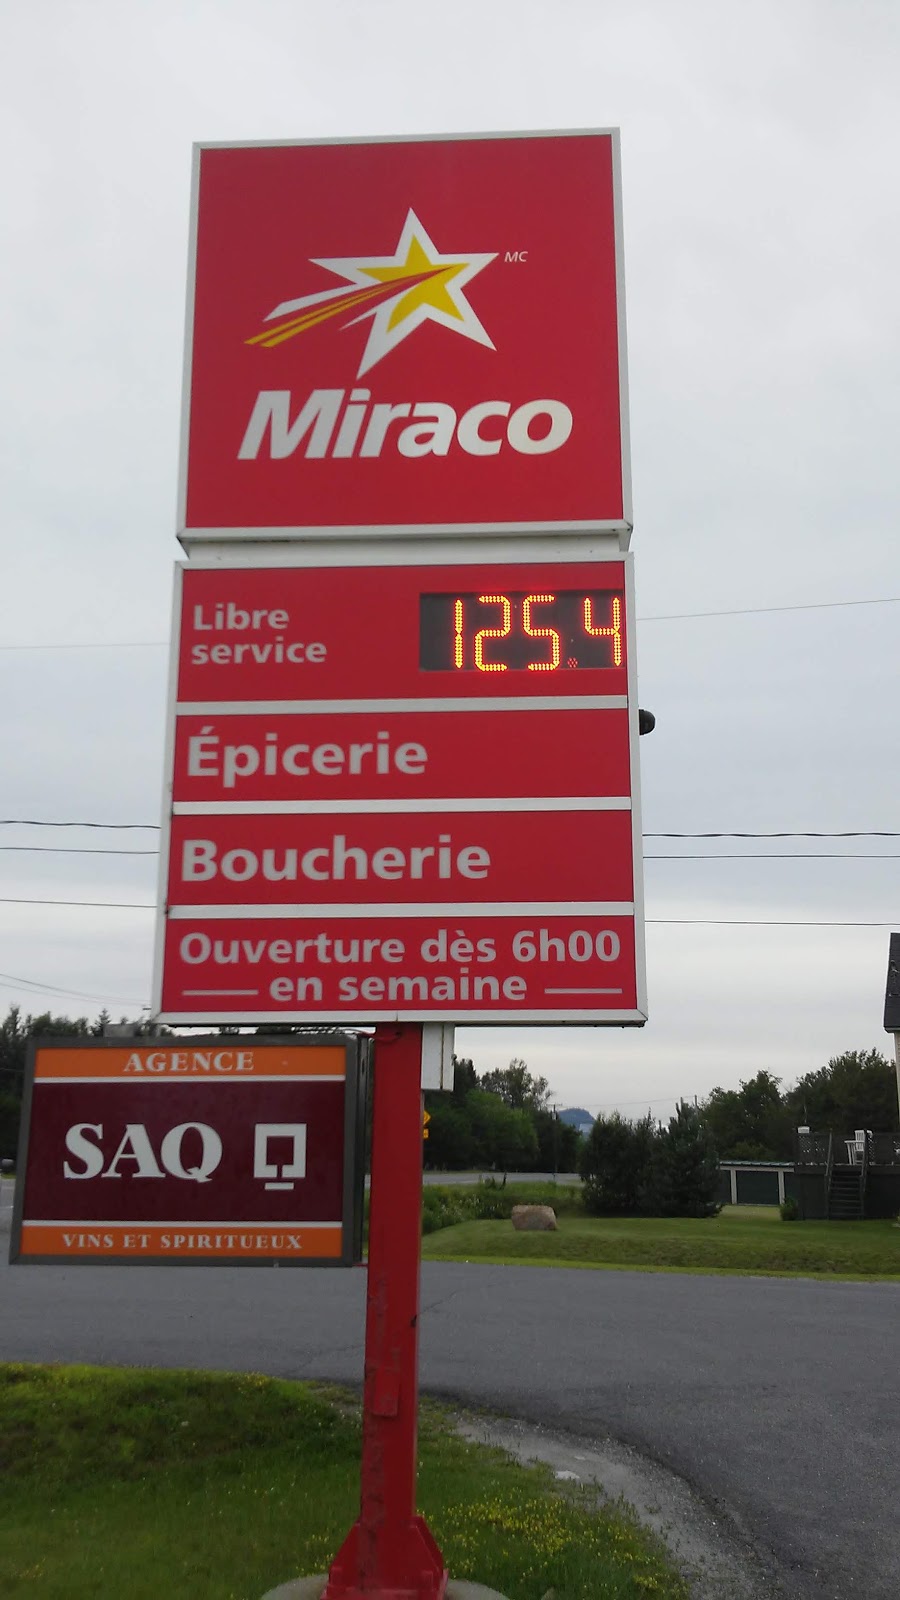 MC
Miraco
Libre
service
125.4
Épicerie
Boucherie
Ouverture dès 6h00
en semaine
AGENCE
SAQ
VINS ET SPIRITUEUX